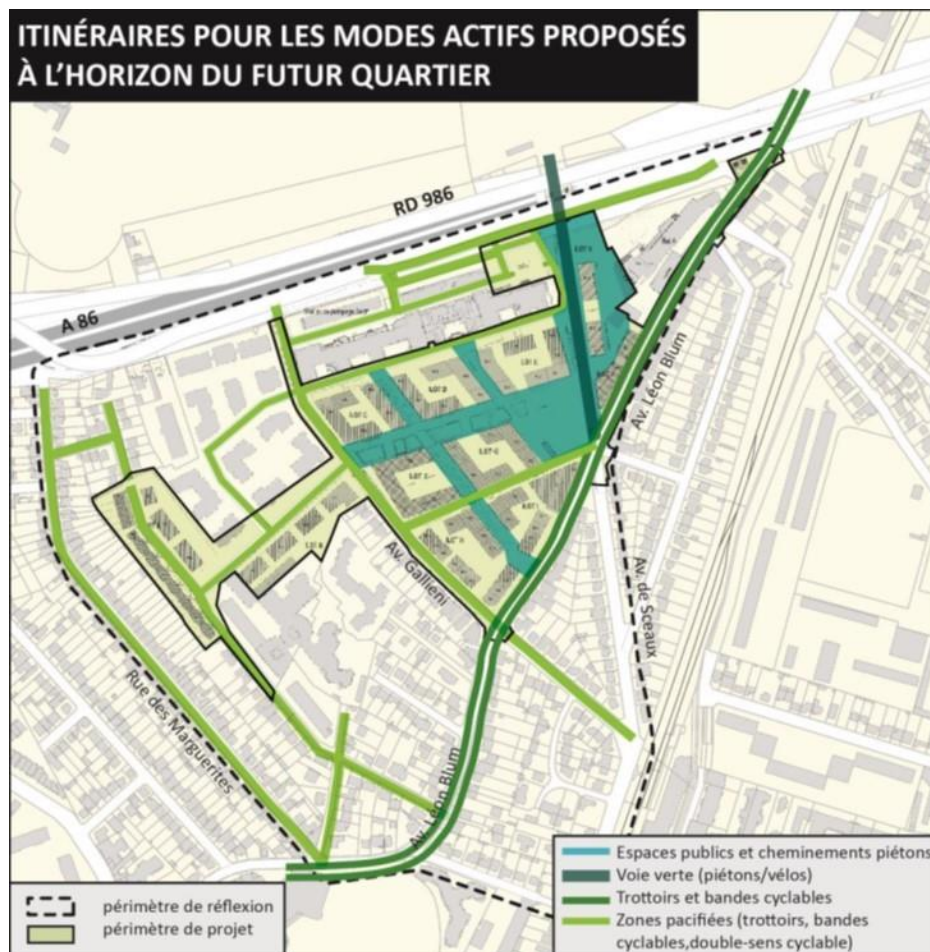 ITINÉRAIRES POUR LES MODES ACTIFS PROPOSÉS
À L'HORIZON DU FUTUR QUARTIER
RD 986
A 86
Av. Léon Blum
Av. Gallieni
Av. de Sceaux
Rue des Marguerites
Av. Léon Blum
périmètre de réflexion
périmètre de projet
Espaces publics et cheminements piétons
Voie verte (piétons/vélos)
Trottoirs et bandes cyclables
Zones pacifiées (trottoirs, bandes
cyclables,double-sens cyclable)